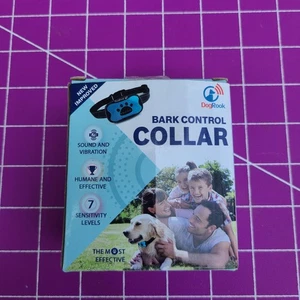 NEW
IMPROVED
DogRook
BARK CONTROL
COLLAR
SOUND AND
VIBRATION
HUMANE AND
EFFECTIVE
7
SENSITIVITY
LEVELS
THE MOST
EFFECTIVE